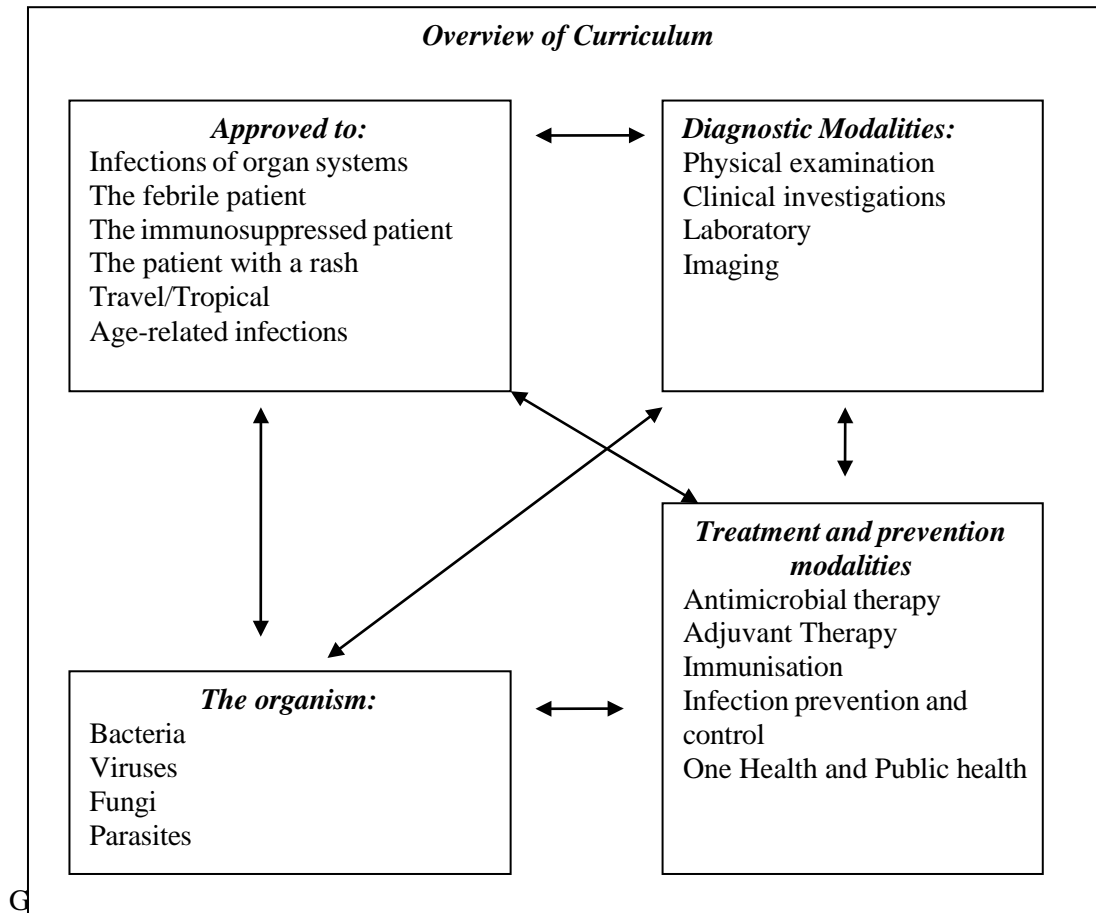 Overview of Curriculum
Approved to:
Infections of organ systems
The febrile patient
The immunosuppressed patient
The patient with a rash
Travel/Tropical
Age-related infections
Diagnostic Modalities:
Physical examination
Clinical investigations
Laboratory
Imaging
The organism:
Bacteria
Viruses
Fungi
Parasites
Treatment and prevention
modalities
Antimicrobial therapy
Adjuvant Therapy
Immunisation
Infection prevention and
control
One Health and Public health
G